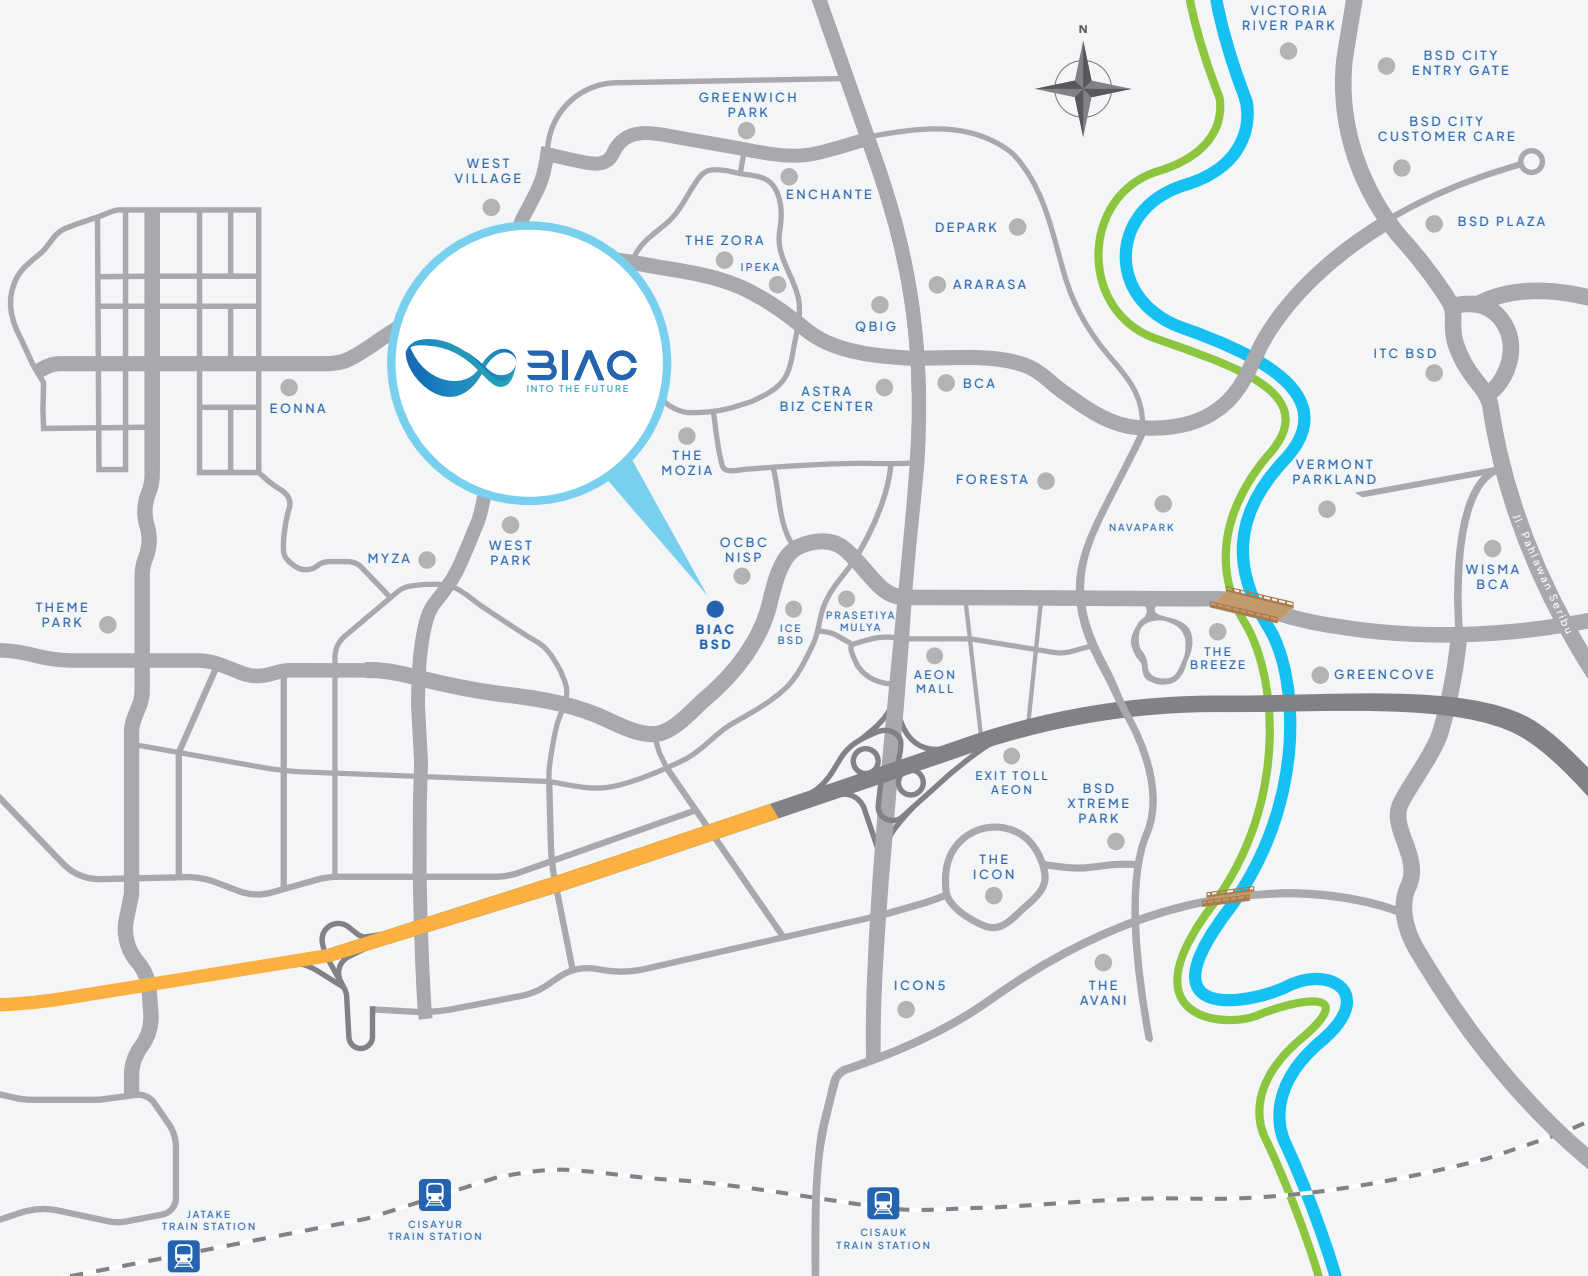 VICTORIA
RIVER PARK
N
BSD CITY
ENTRY GATE
GREENWICH
PARK
BSD CITY
CUSTOMER CARE
WEST
VILLAGE
ENCHANTE
BSD PLAZA
DEPARK
THE ZORA
IPEKA
ARARASA
QBIG
ITC BSD
BIAC
INTO THE FUTURE
BCA
ASTRA
BIZ CENTER
EONNA
THE
MOZIA
VERMONT
PARKLAND
FORESTA
NAVAPARK
Jl. Pahlawan Seribu
WEST
PARK
MYZA
OCBC
NISP
WISMA
BCA
THEME
PARK
BIAC
BSD
ICE
BSD
PRASETIYA
MULYA
THE
BREEZE
AEON
MALL
GREENCOVE
EXIT TOLL
AEON
BSD
XTREME
PARK
THE
ICON
ICON5
THE
AVANI
JATAKE
TRAIN STATION
CISAYUR
TRAIN STATION
CISAUK
TRAIN STATION